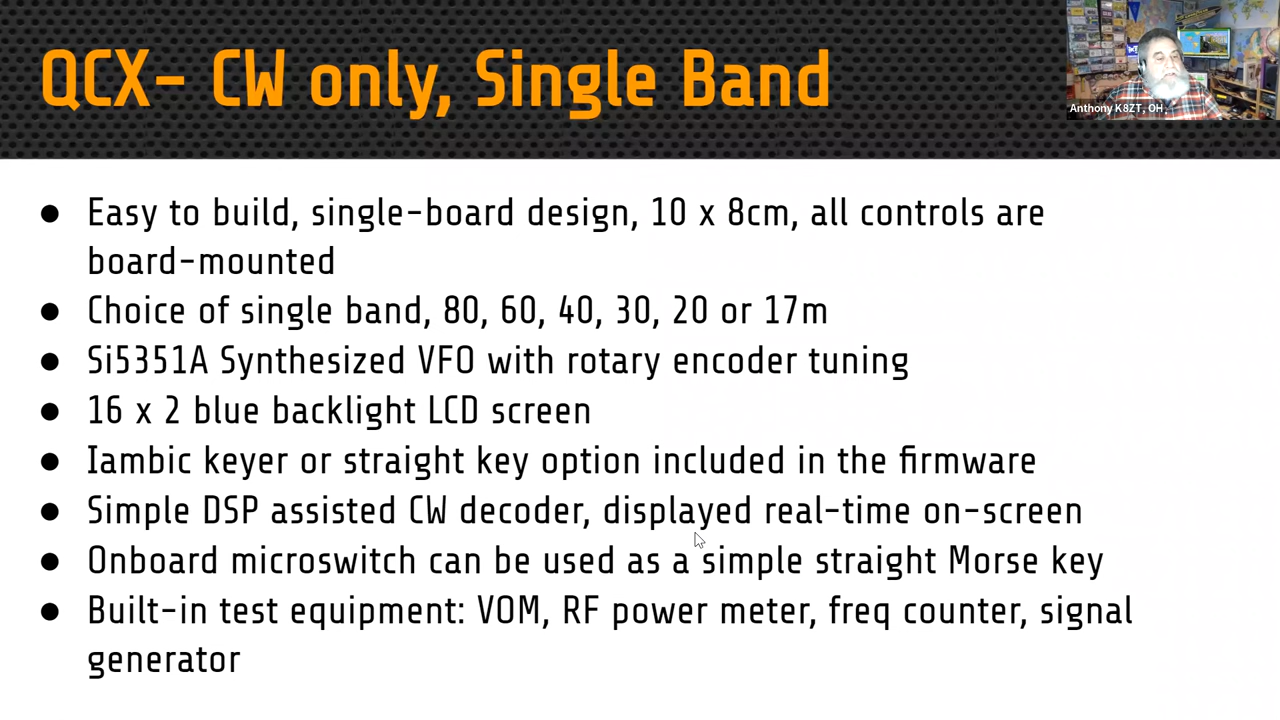 QCX- CW only, Single Band
Anthony K8ZT, OH
● Easy to build, single-board design, 10 x 8cm, all controls are
board-mounted
● Choice of single band, 80, 60, 40, 30, 20 or 17m
● Si5351A Synthesized VFO with rotary encoder tuning
● 16 x 2 blue backlight LCD screen
● Iambic keyer or straight key option included in the firmware
● Simple DSP assisted CW decoder, displayed real-time on-screen
● Onboard microswitch can be used as a simple straight Morse key
● Built-in test equipment: VOM, RF power meter, freq counter, signal
generator